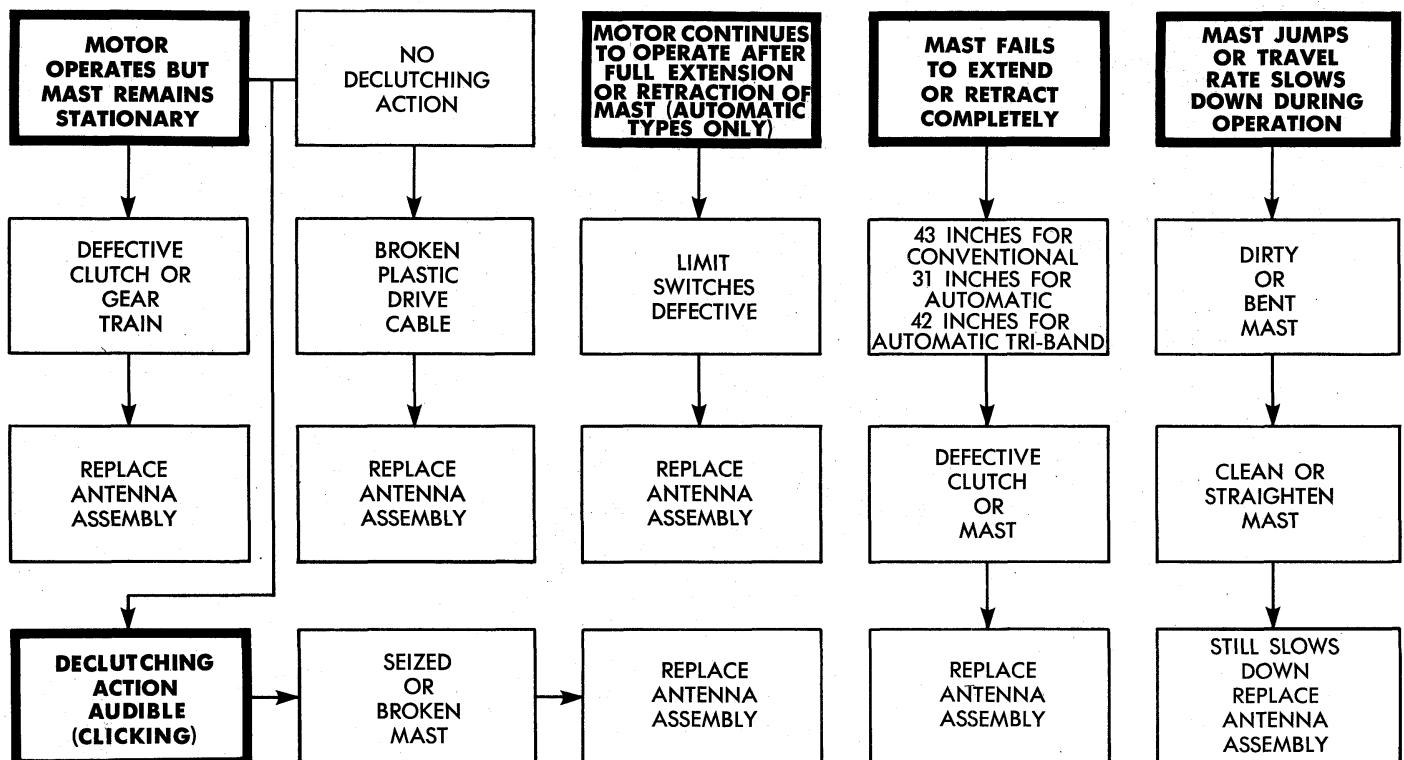 MOTOR
OPERATES BUT
MAST REMAINS
STATIONARY
NO
DECLUTCHING
ACTION
MOTOR CONTINUES
TO OPERATE AFTER
FULL EXTENSION
OR RETRACTION OF
MAST (AUTOMATIC
TYPES ONLY)
MAST FAILS
TO EXTEND
OR RETRACT
COMPLETELY
MAST JUMPS
OR TRAVEL
RATE SLOWS
DOWN DURING
OPERATION
DEFECTIVE
CLUTCH OR
GEAR
TRAIN
BROKEN
PLASTIC
DRIVE
CABLE
LIMIT
SWITCHES
DEFECTIVE
43 INCHES FOR
CONVENTIONAL
31 INCHES FOR
AUTOMATIC
42 INCHES FOR
AUTOMATIC TRI-BAND
DIRTY
OR
BENT
MAST
REPLACE
ANTENNA
ASSEMBLY
REPLACE
ANTENNA
ASSEMBLY
REPLACE
ANTENNA
ASSEMBLY
DEFECTIVE
CLUTCH
OR
MAST
CLEAN OR
STRAIGHTEN
MAST
DECLUTCHING
ACTION
AUDIBLE
(CLICKING)
SEIZED
OR
BROKEN
MAST
REPLACE
ANTENNA
ASSEMBLY
REPLACE
ANTENNA
ASSEMBLY
STILL SLOWS
DOWN
REPLACE
ANTENNA
ASSEMBLY